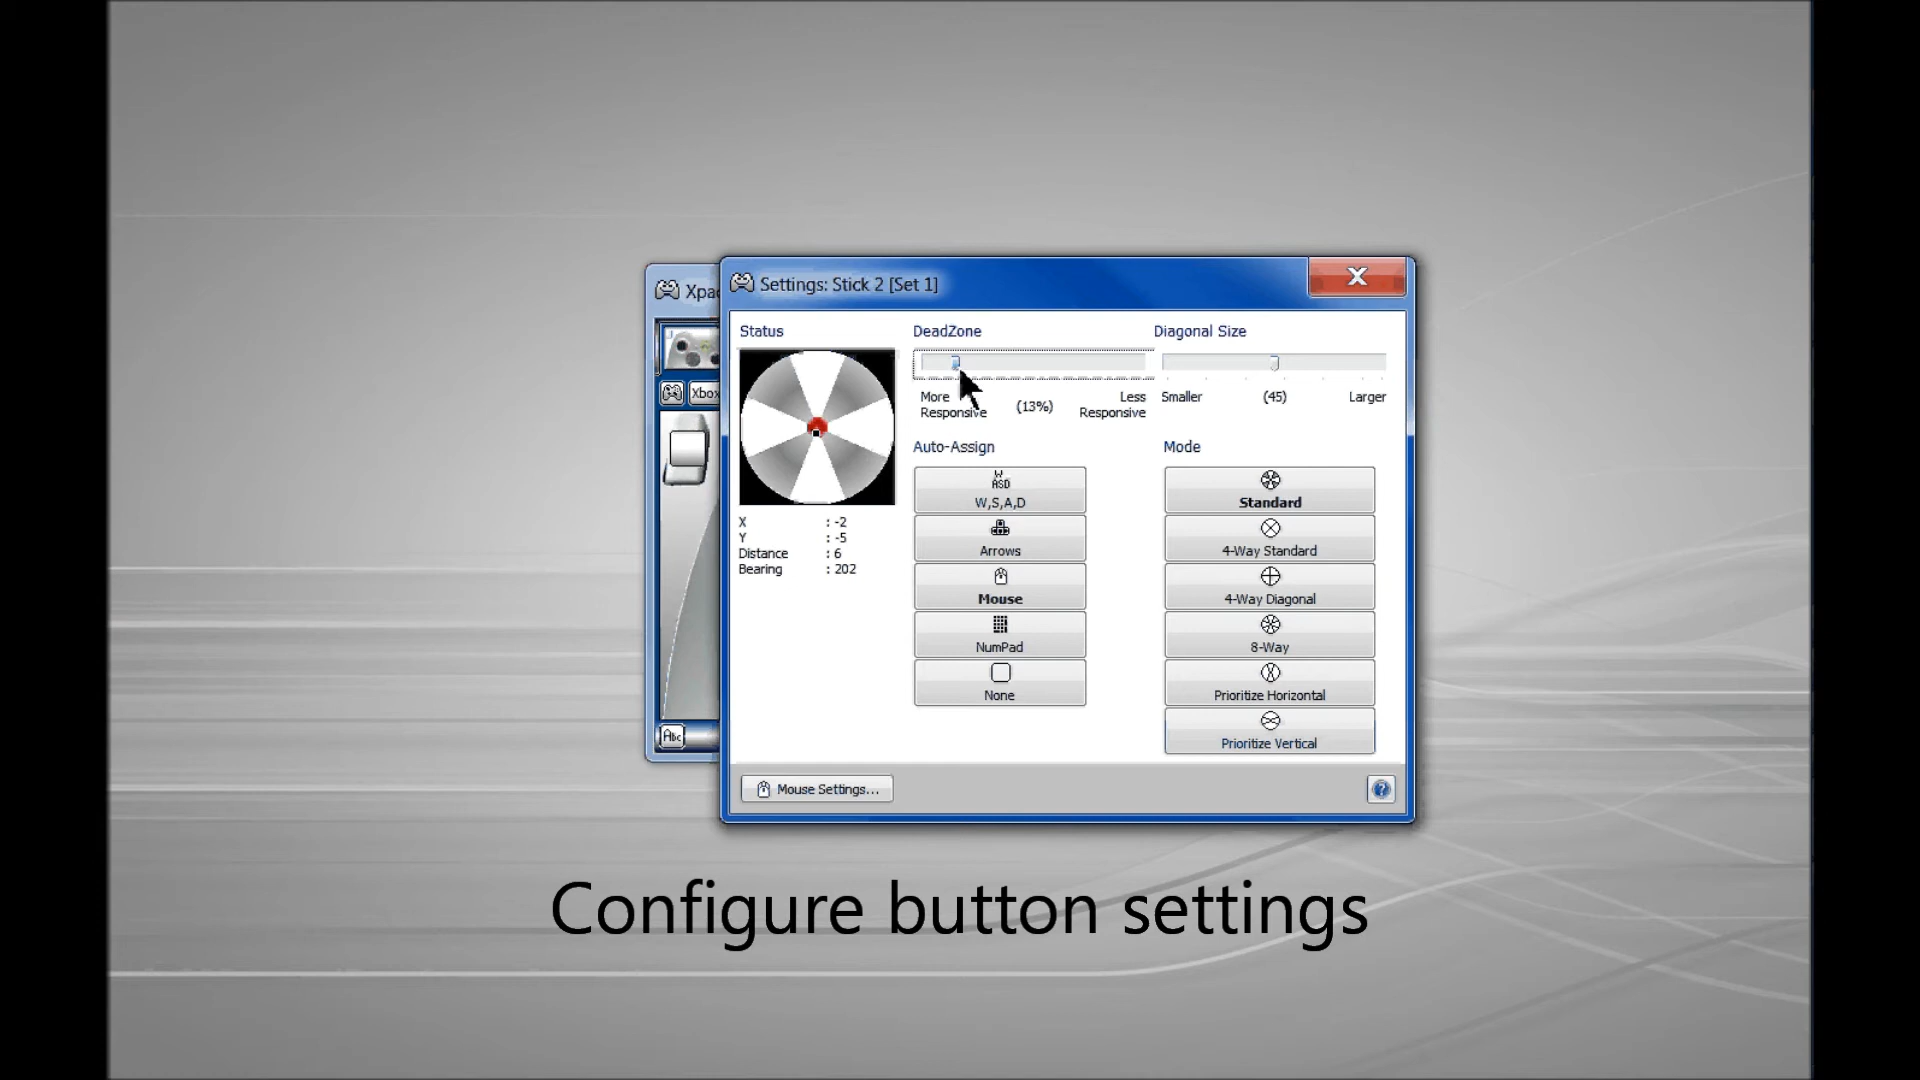 Xpa
Settings: Stick 2 [Set 1]
X
Xbox
Status
DeadZone
Diagonal Size
More
Responsive
(13%)
Less
Responsive
Smaller
(45)
Larger
Auto-Assign
Mode
W
ASD
W,S,A,D
Arrows
Mouse
NumPad
None
Standard
4-Way Standard
4-Way Diagonal
8-Way
Prioritize Horizontal
Prioritize Vertical
X : -2
Y : -5
Distance : 6
Bearing : 202
Abc
Mouse Settings...
?
Configure button settings